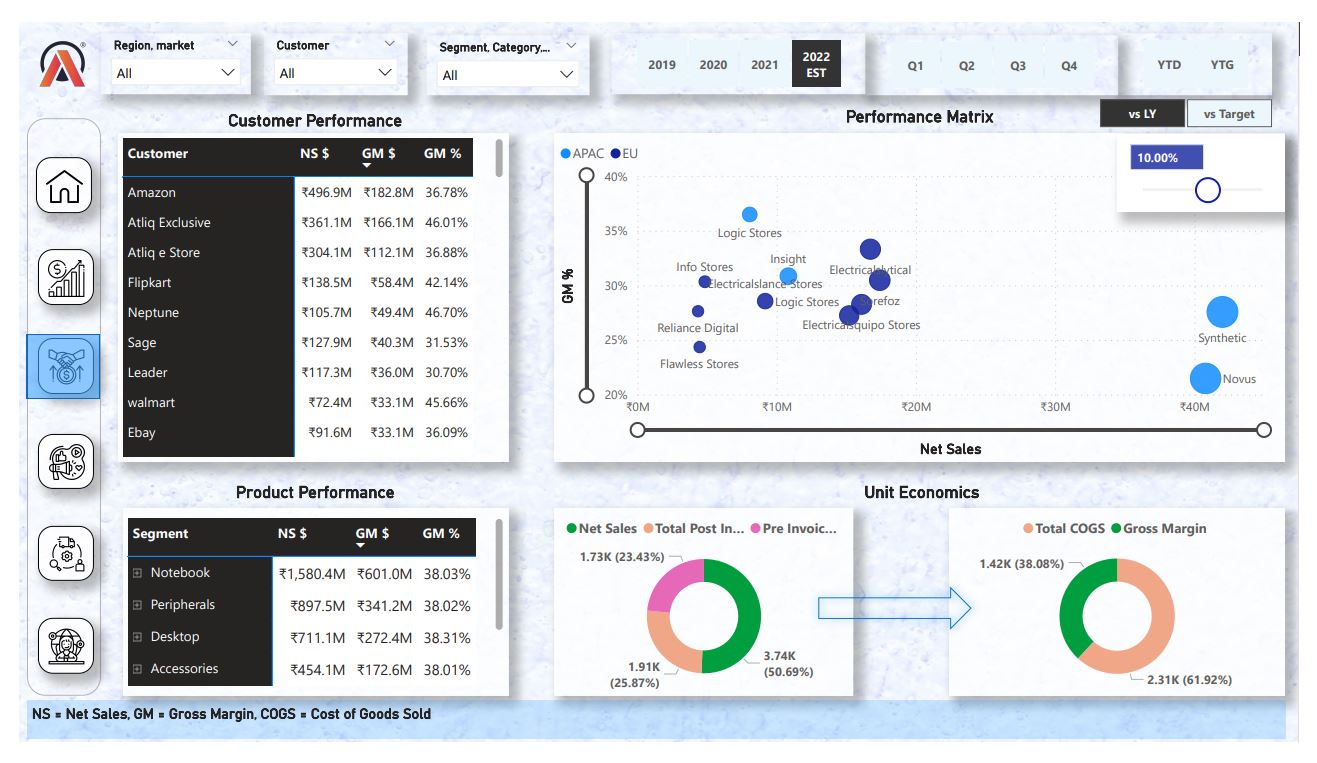 Region, market
All
Customer
All
Segment, Category,...
All
2019 2020 2021 2022 EST
Q1 Q2 Q3 Q4
YTD YTG
vs LY vs Target
Customer Performance
Customer NS $ GM $ GM %
Amazon ₹496.9M ₹182.8M 36.78%
Atliq Exclusive ₹361.1M ₹166.1M 46.01%
Atliq e Store ₹304.1M ₹112.1M 36.88%
Flipkart ₹138.5M ₹58.4M 42.14%
Neptune ₹105.7M ₹49.4M 46.70%
Sage ₹127.9M ₹40.3M 31.53%
Leader ₹117.3M ₹36.0M 30.70%
walmart ₹72.4M ₹33.1M 45.66%
Ebay ₹91.6M ₹33.1M 36.09%
Performance Matrix
APAC EU
10.00%
GM %
40%
35%
30%
25%
20%
Logic Stores
Insight
Info Stores
Electricalslance Stores
Logic Stores
Reliance Digital
Flawless Stores
Electricalslytical
Sorefoz
Electricalsquipo Stores
Synthetic
Novus
₹0M ₹10M ₹20M ₹30M ₹40M
Net Sales
Product Performance
Segment NS $ GM $ GM %
Notebook ₹1,580.4M ₹601.0M 38.03%
Peripherals ₹897.5M ₹341.2M 38.02%
Desktop ₹711.1M ₹272.4M 38.31%
Accessories ₹454.1M ₹172.6M 38.01%
Unit Economics
Net Sales Total Post In... Pre Invoic...
1.73K (23.43%)
1.91K
(25.87%)
3.74K
(50.69%)
Total COGS Gross Margin
1.42K (38.08%)
2.31K (61.92%)
NS = Net Sales, GM = Gross Margin, COGS = Cost of Goods Sold